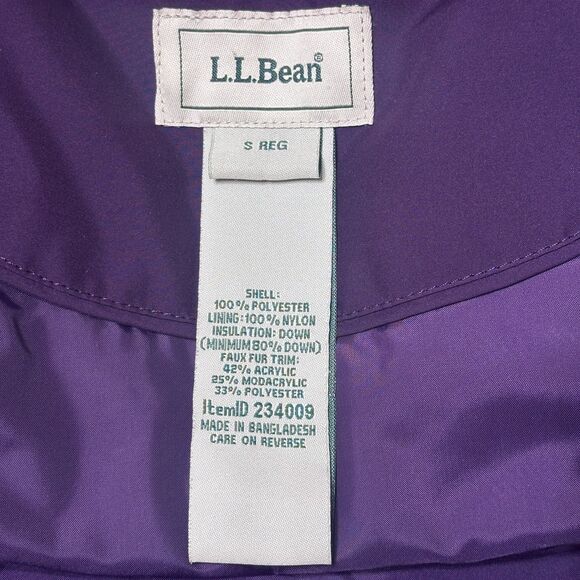 L.L.Bean®
S REG
SHELL:
100% POLYESTER
LINING:100% NYLON
INSULATION: DOWN
(MINIMUM 80% DOWN)
FAUX FUR TRIM:
42% ACRYLIC
25% MODACRYLIC
33% POLYESTER
ItemID 234009
MADE IN BANGLADESH
CARE ON REVERSE